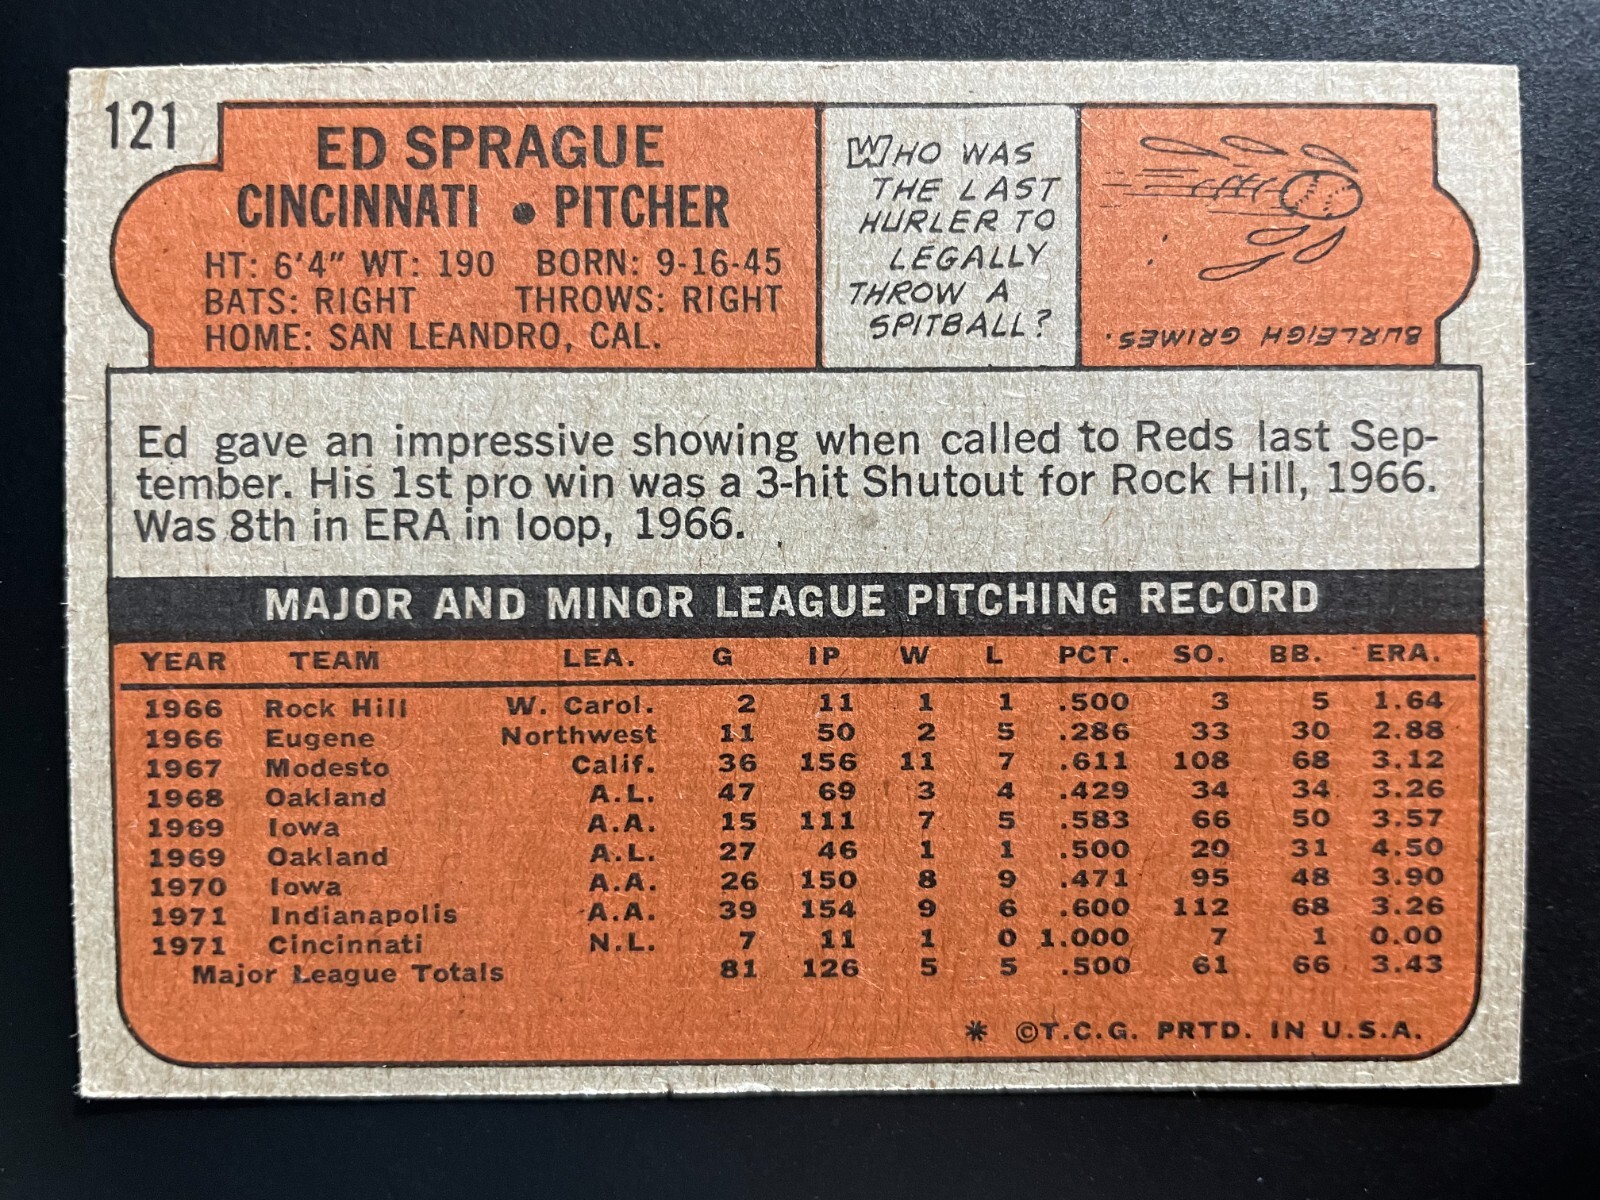 121
ED SPRAGUE
CINCINNATI • PITCHER
HT: 6'4" WT: 190 BORN: 9-16-45
BATS: RIGHT THROWS: RIGHT
HOME: SAN LEANDRO, CAL.
WHO WAS
THE LAST
HURLER TO
LEGALLY
THROW A
SPITBALL?
BURLEIGH GRIMES.
Ed gave an impressive showing when called to Reds last Sep-
tember. His 1st pro win was a 3-hit Shutout for Rock Hill, 1966.
Was 8th in ERA in loop, 1966.
MAJOR AND MINOR LEAGUE PITCHING RECORD
YEAR TEAM LEA. G IP W L PCT. SO. BB. ERA.
1966 Rock Hill W. Carol. 2 11 1 1 .500 3 5 1.64
1966 Eugene Northwest 11 50 2 5 .286 33 30 2.88
1967 Modesto Calif. 36 156 11 7 .611 108 68 3.12
1968 Oakland A.L. 47 69 3 4 .429 34 34 3.26
1969 Iowa A.A. 15 111 7 5 .583 66 50 3.57
1969 Oakland A.L. 27 46 1 1 .500 20 31 4.50
1970 Iowa A.A. 26 150 8 9 .471 95 48 3.90
1971 Indianapolis A.A. 39 154 9 6 .600 112 68 3.26
1971 Cincinnati N.L. 7 11 1 0 1.000 7 1 0.00
Major League Totals 81 126 5 5 .500 61 66 3.43
* ©T.C.G. PRTD. IN U.S.A.